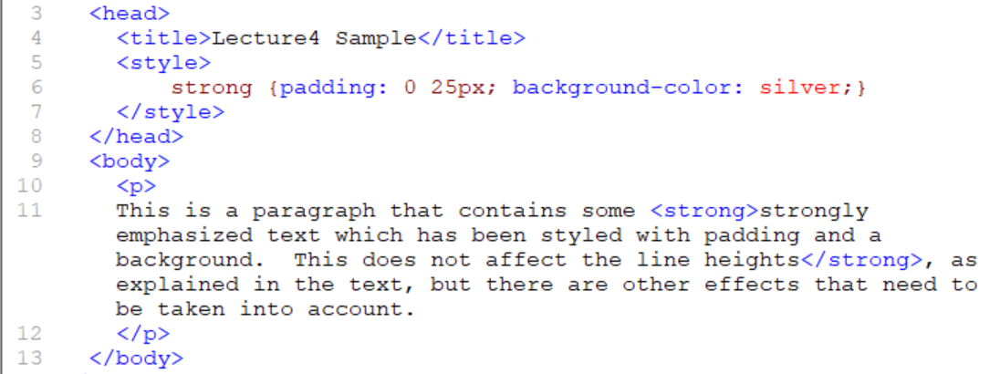 3 <head>
4 <title>Lecture4 Sample</title>
5 <style>
6 strong {padding: 0 25px; background-color: silver;}
7 </style>
8 </head>
9 <body>
10 <p>
11 This is a paragraph that contains some <strong>strongly
emphasized text which has been styled with padding and a
background.  This does not affect the line heights</strong>, as
explained in the text, but there are other effects that need to
be taken into account.
12 </p>
13 </body>